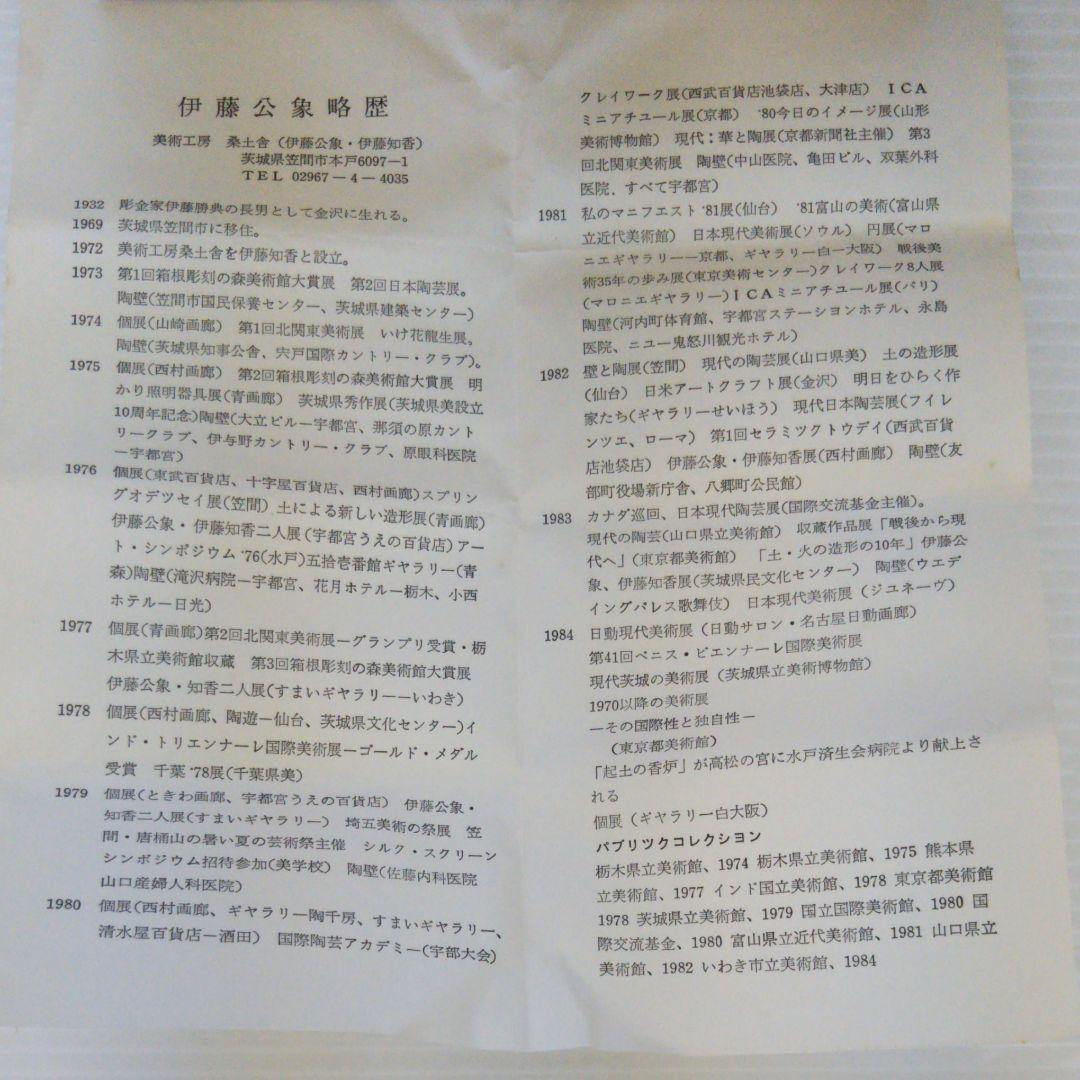 伊藤公象略歴
美術工房　桑土舎（伊藤公象・伊藤知香）
茨城県笠間市本戸6097−1
TEL 02967−4−4035
1932 彫金家伊藤勝典の長男として金沢に生れる。
1969 茨城県笠間市に移住。
1972 美術工房桑土舎を伊藤知香と設立。
1973 第1回箱根彫刻の森美術館大賞展　第2回日本陶芸展。
陶壁(笠間市国民保養センター、茨城県建築センター)
1974 個展(山崎画廊)　第1回北関東美術展　いけ花龍生展。
陶壁(茨城県知事公舎、宍戸国際カントリー・クラブ)。
1975 個展(西村画廊)　第2回箱根彫刻の森美術館大賞展　明
かり照明器具展(青画廊)　茨城県秀作展(茨城県美設立
10周年記念)陶壁(大立ビル―宇都宮、那須の原カント
リークラブ、伊与野カントリー・クラブ、原眼科医院
―宇都宮)
1976 個展(東武百貨店、十字屋百貨店、西村画廊)スプリン
グオデツセイ展(笠間)　土による新しい造形展(青画廊)
伊藤公象・伊藤知香二人展(宇都宮うえの百貨店)アー
ト・シンポジウム '76(水戸)五拾壱番館ギャラリー(青
森)陶壁(滝沢病院―宇都宮、花月ホテル―栃木、小西
ホテル―日光)
1977 個展(青画廊)第2回北関東美術展―グランプリ受賞・栃
木県立美術館収蔵　第3回箱根彫刻の森美術館大賞展
伊藤公象・知香二人展(すまいギヤラリー―いわき)
1978 個展(西村画廊、陶遊―仙台、茨城県文化センター)イ
ンド・トリエンナーレ国際美術展―ゴールド・メダル
受賞　千葉 '78展(千葉県美)
1979 個展(ときわ画廊、宇都宮うえの百貨店)　伊藤公象・
知香二人展(すまいギャラリー)　埼五美術の祭展　笠
間・唐桶山の暑い夏の芸術祭主催　シルク・スクリーン
シンポジウム招待参加(美学校)　陶壁(佐藤内科医院
山口産婦人科医院)
1980 個展(西村画廊、ギャラリー陶千房、すまいギャラリー、
清水屋百貨店―酒田)　国際陶芸アカデミー(宇部大会)
クレイワーク展(西武百貨店池袋店、大津店)　ICA
ミニアチユール展(京都)　'80今日のイメージ展(山形
美術博物館)　現代：華と陶展(京都新聞社主催)　第3
回北関東美術展　陶壁(中山医院、亀田ビル、双葉外科
医院．すべて宇都宮)
1981 私のマニフエスト '81展(仙台)　'81富山の美術(富山県
立近代美術館)　日本現代美術展(ソウル)　円展(マロ
ニエギヤラリー―京都、ギャラリー白―大阪)　戦後美
術35年の歩み展(東京美術センター)クレイワーク8人展
(マロニエギャラリー)ICAミニアチユール展(パリ)
陶壁(河内町体育館、宇都宮ステーションホテル、永島
医院、ニユー鬼怒川観光ホテル)
1982 壁と陶展(笠間)　現代の陶芸展(山口県美)　土の造形展
(仙台)　日米アートクラフト展(金沢)　明日をひらく作
家たち(ギヤラリーせいほう)　現代日本陶芸展(フイレ
ンツエ、ローマ)　第1回セラミツクトウデイ(西武百貨
店池袋店)　伊藤公象・伊藤知香展(西村画廊)　陶壁(友
部町役場新庁舎、八郷町公民館)
1983 カナダ巡回、日本現代陶芸展(国際交流基金主催)。
現代の陶芸(山口県立美術館)　収蔵作品展「戦後から現
代へ」(東京都美術館)　「土・火の造形の10年」伊藤公
象、伊藤知香展(茨城県民文化センター)　陶壁(ウエデ
イングパレス歌舞伎)　日本現代美術展（ジユネーヴ）
1984 日動現代美術展（日動サロン・名古屋日動画廊）
第41回ベニス・ビエンナーレ国際美術展
現代茨城の美術展（茨城県立美術博物館）
1970以降の美術展
―その国際性と独自性―
（東京都美術館）
「起土の香炉」が高松の宮に水戸済生会病院より献上さ
れる
個展（ギャラリー白大阪）
パブリツクコレクシヨン
栃木県立美術館、1974 栃木県立美術館、1975 熊本県
立美術館、1977 インド国立美術館、1978 東京都美術館
1978 茨城県立美術館、1979 国立国際美術館、1980 国
際交流基金、1980 富山県立近代美術館、1981 山口県立
美術館、1982 いわき市立美術館、1984